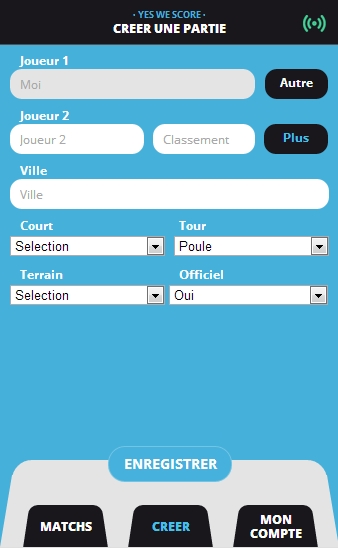 · YES WE SCORE ·
CREER UNE PARTIE
Joueur 1
Moi
Autre
Joueur 2
Joueur 2 Classement Plus
Ville
Ville
Court Tour
Selection Poule
Terrain Officiel
Selection Oui
ENREGISTRER
MATCHS CREER MON
COMPTE